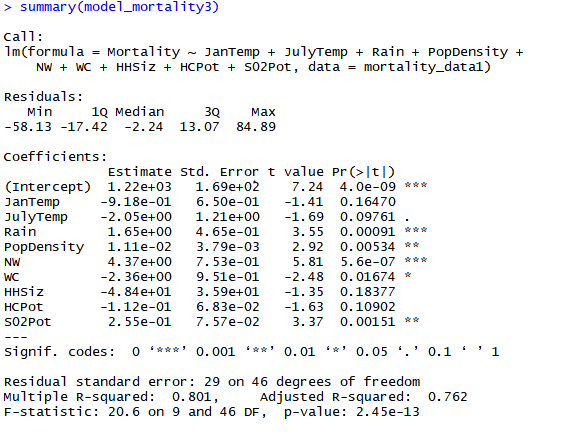 > summary(model_mortality3)
Call:
lm(formula = Mortality ~ JanTemp + JulyTemp + Rain + PopDensity +
    NW + WC + HHSiz + HCPot + S02Pot, data = mortality_data1)
Residuals:
   Min     1Q Median     3Q    Max
-58.13 -17.42  -2.24  13.07  84.89
Coefficients:
             Estimate Std. Error t value Pr(>|t|)
(Intercept)  1.22e+03   1.69e+02    7.24  4.0e-09 ***
JanTemp     -9.18e-01   6.50e-01   -1.41  0.16470
JulyTemp    -2.05e+00   1.21e+00   -1.69  0.09761 .
Rain         1.65e+00   4.65e-01    3.55  0.00091 ***
PopDensity   1.11e-02   3.79e-03    2.92  0.00534 **
NW           4.37e+00   7.53e-01    5.81  5.6e-07 ***
WC          -2.36e+00   9.51e-01   -2.48  0.01674 *
HHSiz       -4.84e+01   3.59e+01   -1.35  0.18377
HCPot       -1.12e-01   6.83e-02   -1.63  0.10902
S02Pot       2.55e-01   7.57e-02    3.37  0.00151 **
---
Signif. codes:  0 ‘***’ 0.001 ‘**’ 0.01 ‘*’ 0.05 ‘.’ 0.1 ‘ ’ 1
Residual standard error: 29 on 46 degrees of freedom
Multiple R-squared:  0.801,     Adjusted R-squared:  0.762
F-statistic: 20.6 on 9 and 46 DF,  p-value: 2.45e-13